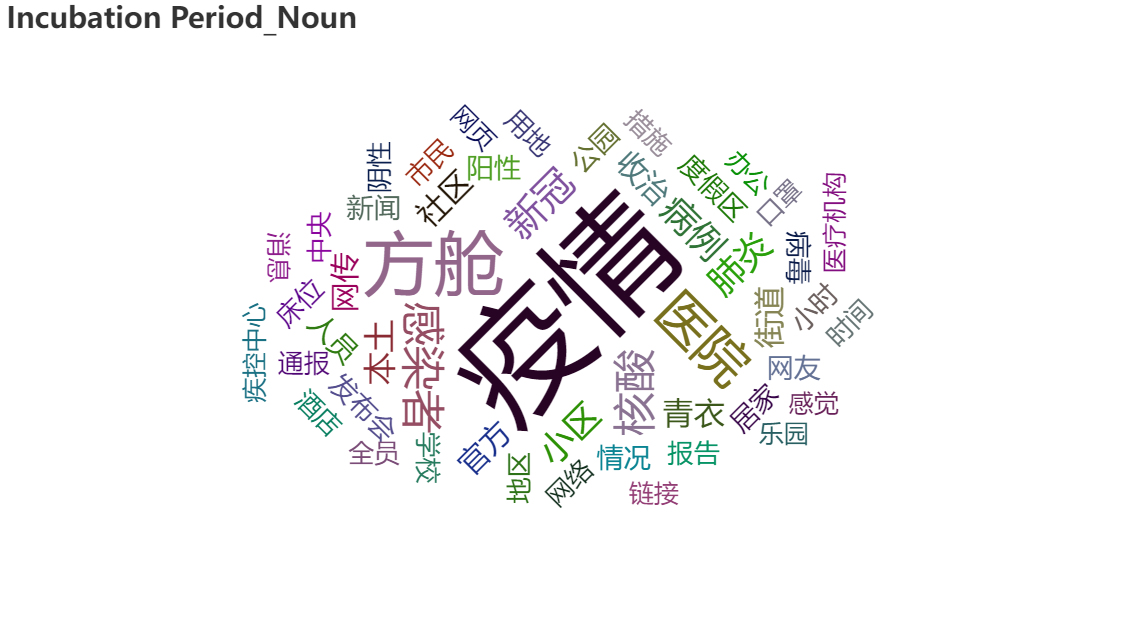 Incubation Period_Noun
网页
用地
措施
公园
市民
阳性
阴性
收治
度假区
办公
口罩
新冠
社区
新闻
病例
医疗机构
中央
消息
方舱
疫情
肺炎
病毒
网传
床位
小时
时间
街道
疾控中心
人员
本土
感染者
医院
通报
核酸
网友
酒店
发布会
青衣
居家
感觉
乐园
全员
学校
官方
小区
情况
报告
地区
网络
链接